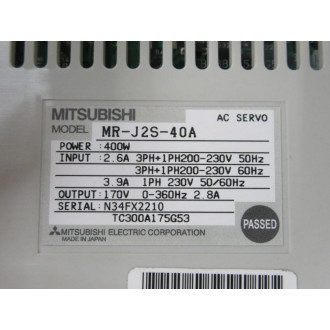 MITSUBISHI
AC SERVO
MODEL MR-J2S-40A
POWER : 400W
INPUT : 2.6A 3PH+1PH200-230V 50Hz
3PH+1PH200-230V 60Hz
3.9A 1PH 230V 50/60Hz
OUTPUT: 170V 0-360Hz 2.8A
SERIAL: N34FX2210
TC300A175G53
PASSED
MITSUBISHI ELECTRIC CORPORATION
MADE IN JAPAN